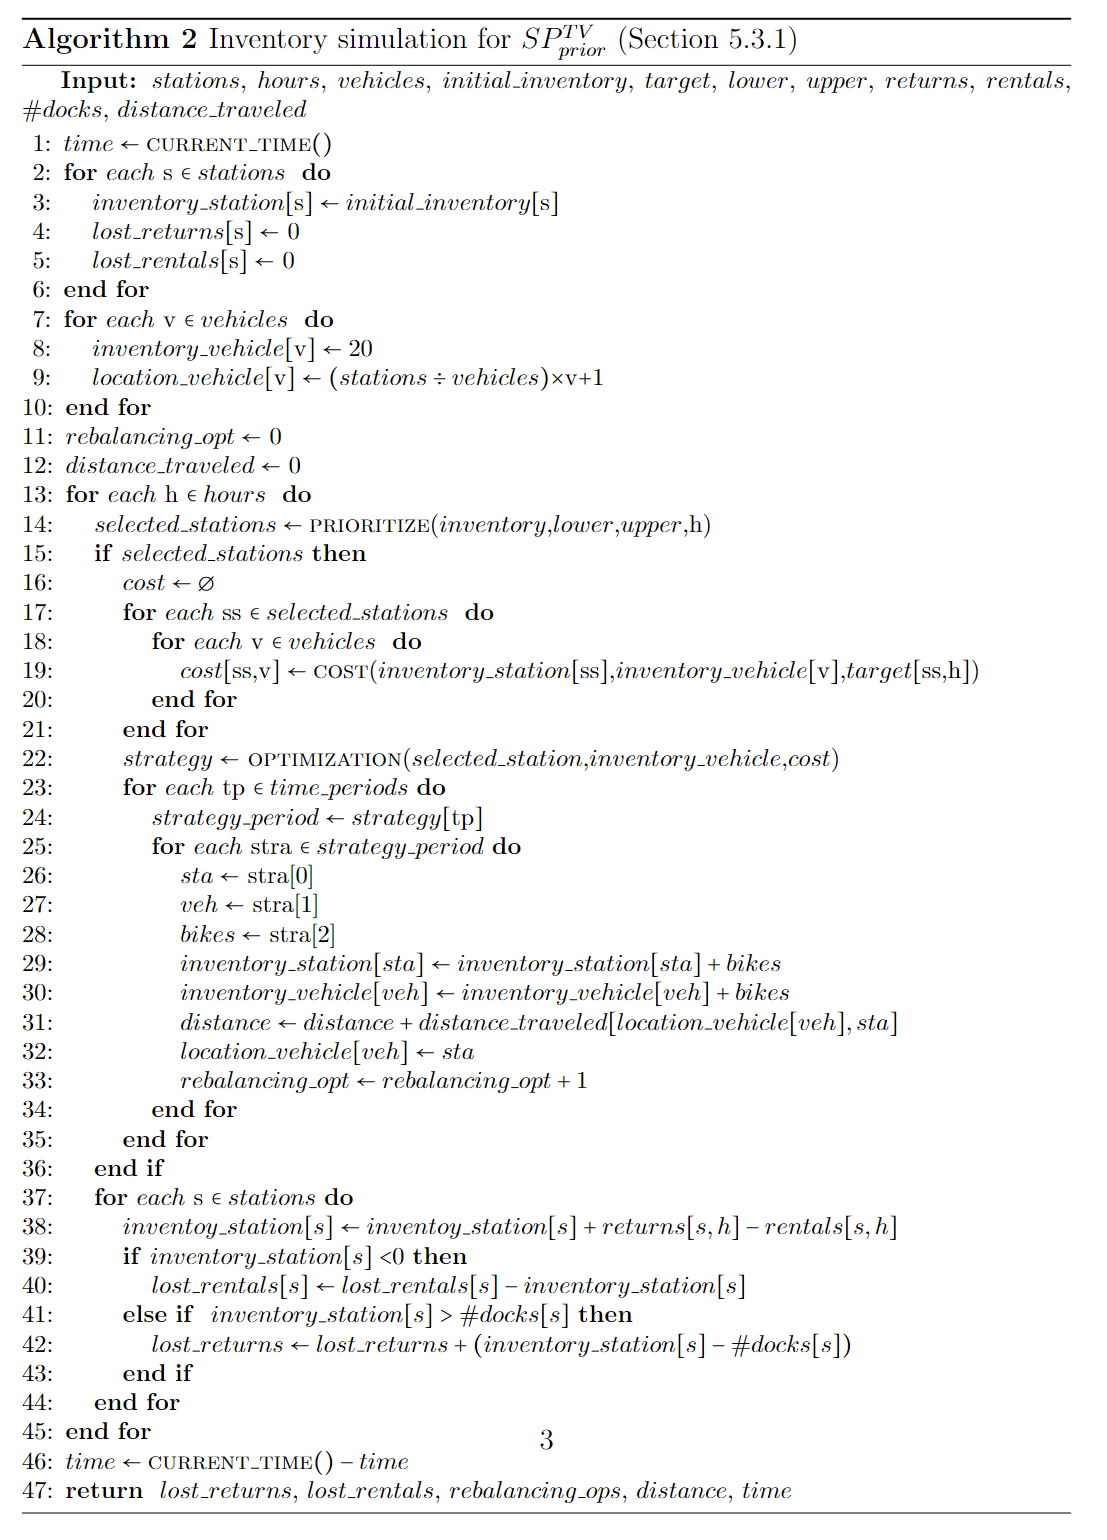 Algorithm 2 Inventory simulation for SP^{TV}_{prior} (Section 5.3.1)
Input: stations, hours, vehicles, initial_inventory, target, lower, upper, returns, rentals,
#docks, distance_traveled
1: time ← CURRENT_TIME()
2: for each s ∈ stations do
3: inventory_station[s] ← initial_inventory[s]
4: lost_returns[s] ← 0
5: lost_rentals[s] ← 0
6: end for
7: for each v ∈ vehicles do
8: inventory_vehicle[v] ← 20
9: location_vehicle[v] ← (stations ÷ vehicles)×v+1
10: end for
11: rebalancing_opt ← 0
12: distance_traveled ← 0
13: for each h ∈ hours do
14: selected_stations ← PRIORITIZE(inventory,lower,upper,h)
15: if selected_stations then
16: cost ← ∅
17: for each ss ∈ selected_stations do
18: for each v ∈ vehicles do
19: cost[ss,v] ← COST(inventory_station[ss],inventory_vehicle[v],target[ss,h])
20: end for
21: end for
22: strategy ← OPTIMIZATION(selected_station,inventory_vehicle,cost)
23: for each tp ∈ time_periods do
24: strategy_period ← strategy[tp]
25: for each stra ∈ strategy_period do
26: sta ← stra[0]
27: veh ← stra[1]
28: bikes ← stra[2]
29: inventory_station[sta] ← inventory_station[sta] + bikes
30: inventory_vehicle[veh] ← inventory_vehicle[veh] + bikes
31: distance ← distance + distance_traveled[location_vehicle[veh], sta]
32: location_vehicle[veh] ← sta
33: rebalancing_opt ← rebalancing_opt + 1
34: end for
35: end for
36: end if
37: for each s ∈ stations do
38: inventoy_station[s] ← inventoy_station[s] + returns[s, h] − rentals[s, h]
39: if inventory_station[s] <0 then
40: lost_rentals[s] ← lost_rentals[s] − inventory_station[s]
41: else if inventory_station[s] > #docks[s] then
42: lost_returns ← lost_returns + (inventory_station[s] − #docks[s])
43: end if
44: end for
45: end for
3
46: time ← CURRENT_TIME() − time
47: return lost_returns, lost_rentals, rebalancing_ops, distance, time